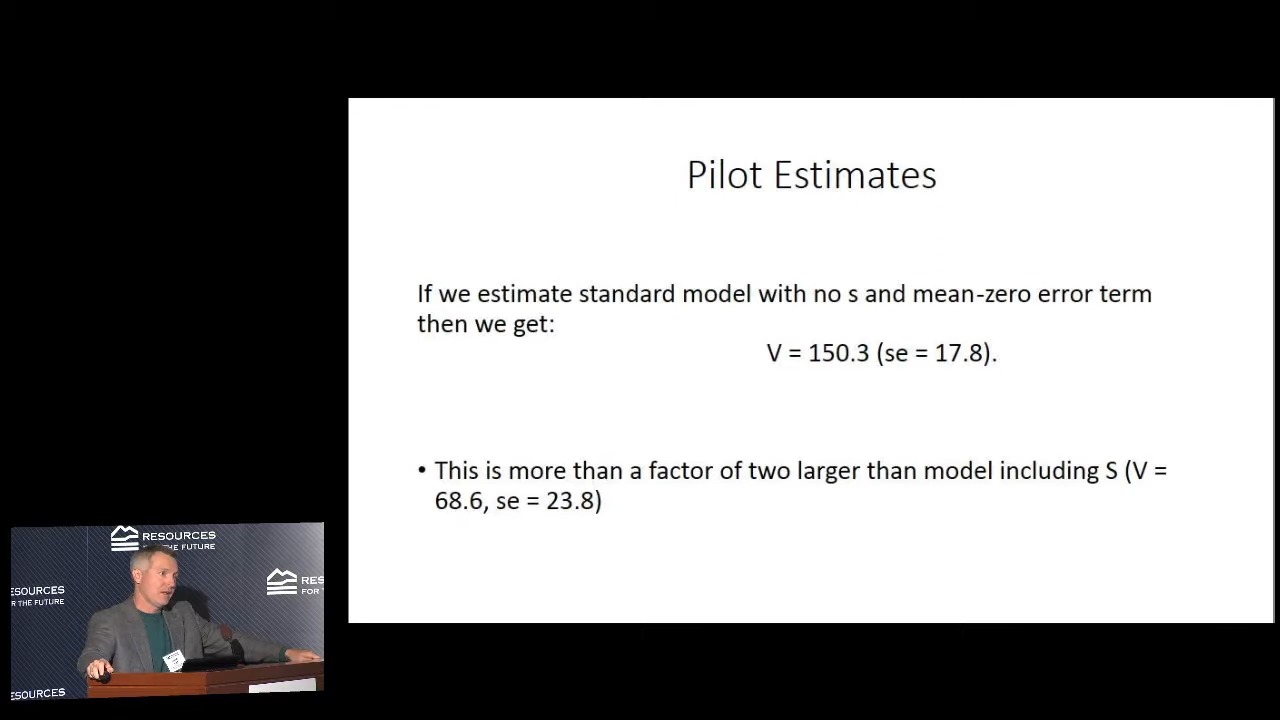 Pilot Estimates
If we estimate standard model with no s and mean-zero error term
then we get:
V = 150.3 (se = 17.8).
• This is more than a factor of two larger than model including S (V =
68.6, se = 23.8)
RESOURCES
FOR THE FUTURE
RES
FOR T
ESOURCES
R THE FUTURE
ESOURCES